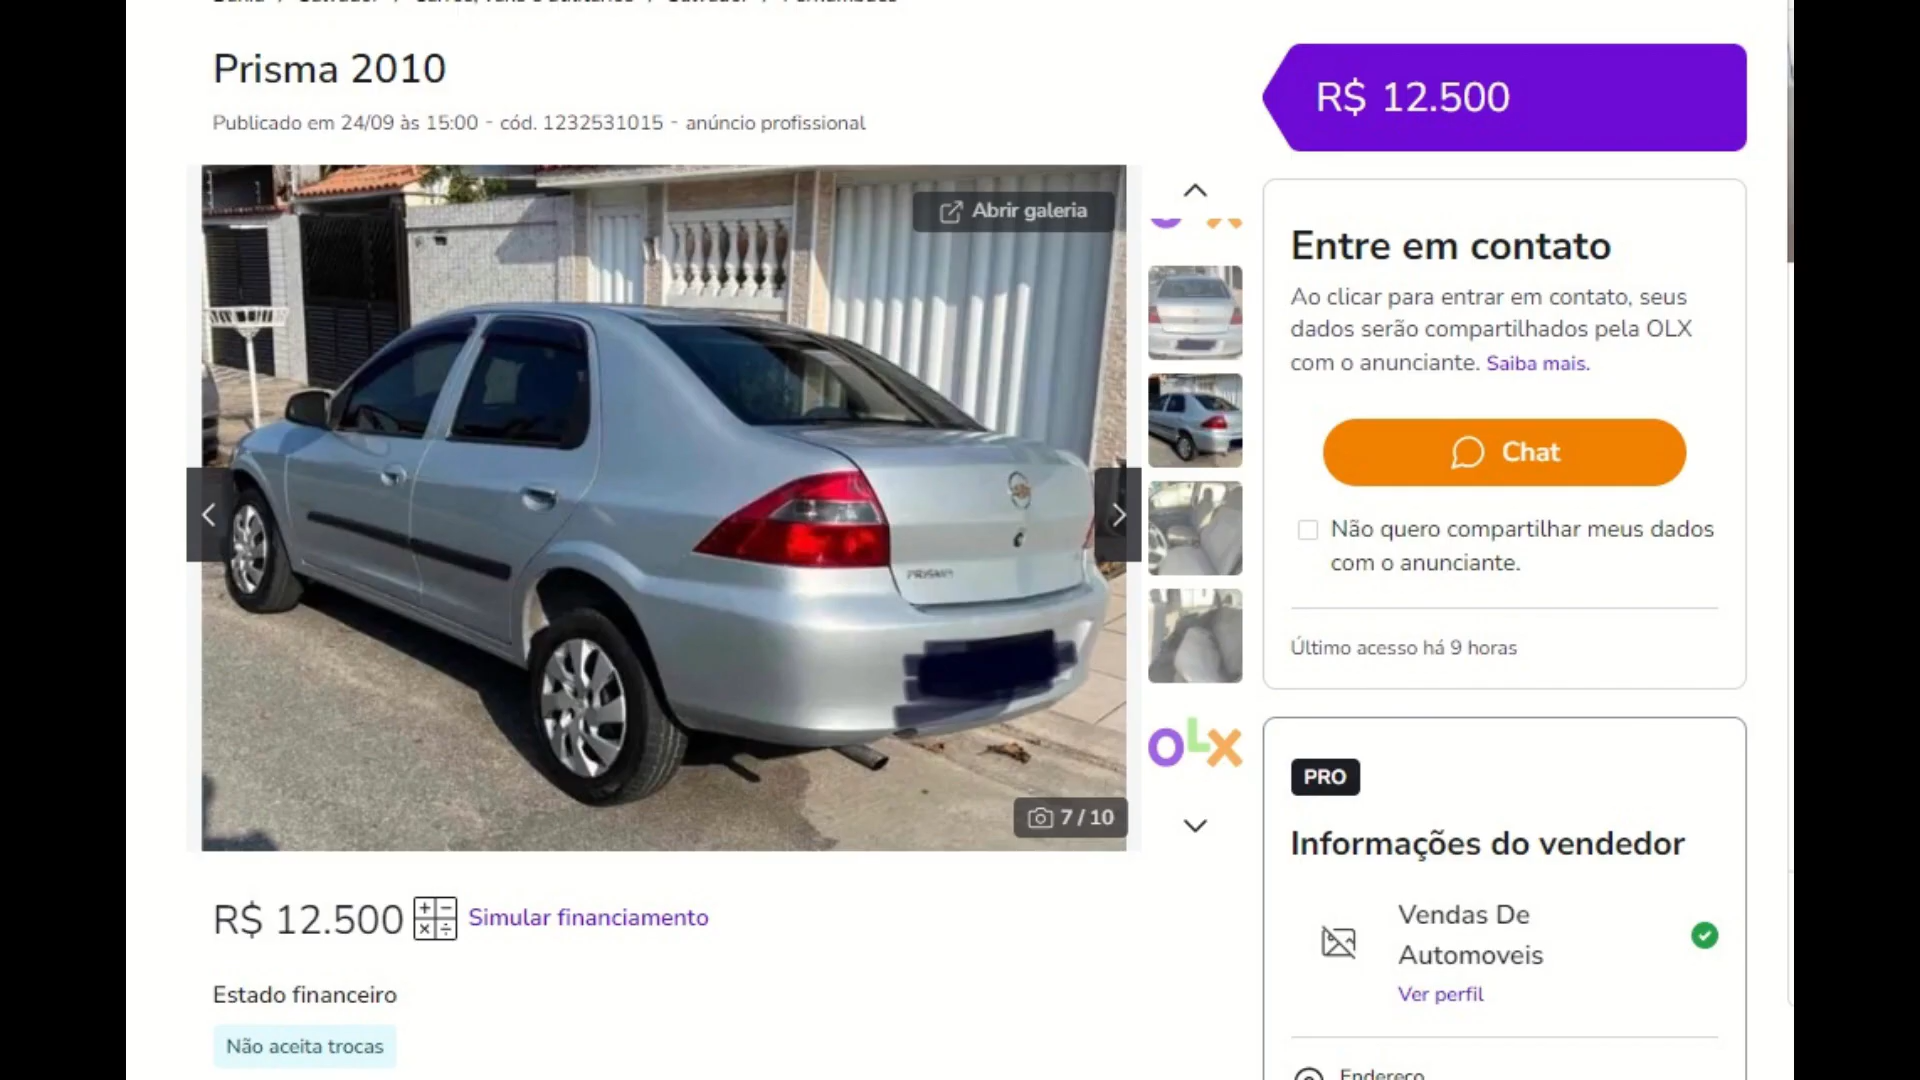 Prisma 2010
Publicado em 24/09 às 15:00 - cód. 1232531015 - anúncio profissional
R$ 12.500
Abrir galeria
PRISMA
7 / 10
OLX
R$ 12.500
Simular financiamento
Estado financeiro
Não aceita trocas
Entre em contato
Ao clicar para entrar em contato, seus
dados serão compartilhados pela OLX
com o anunciante. Saiba mais.
Chat
Não quero compartilhar meus dados
com o anunciante.
Último acesso há 9 horas
PRO
Informações do vendedor
Vendas De
Automoveis
Ver perfil
Endereço